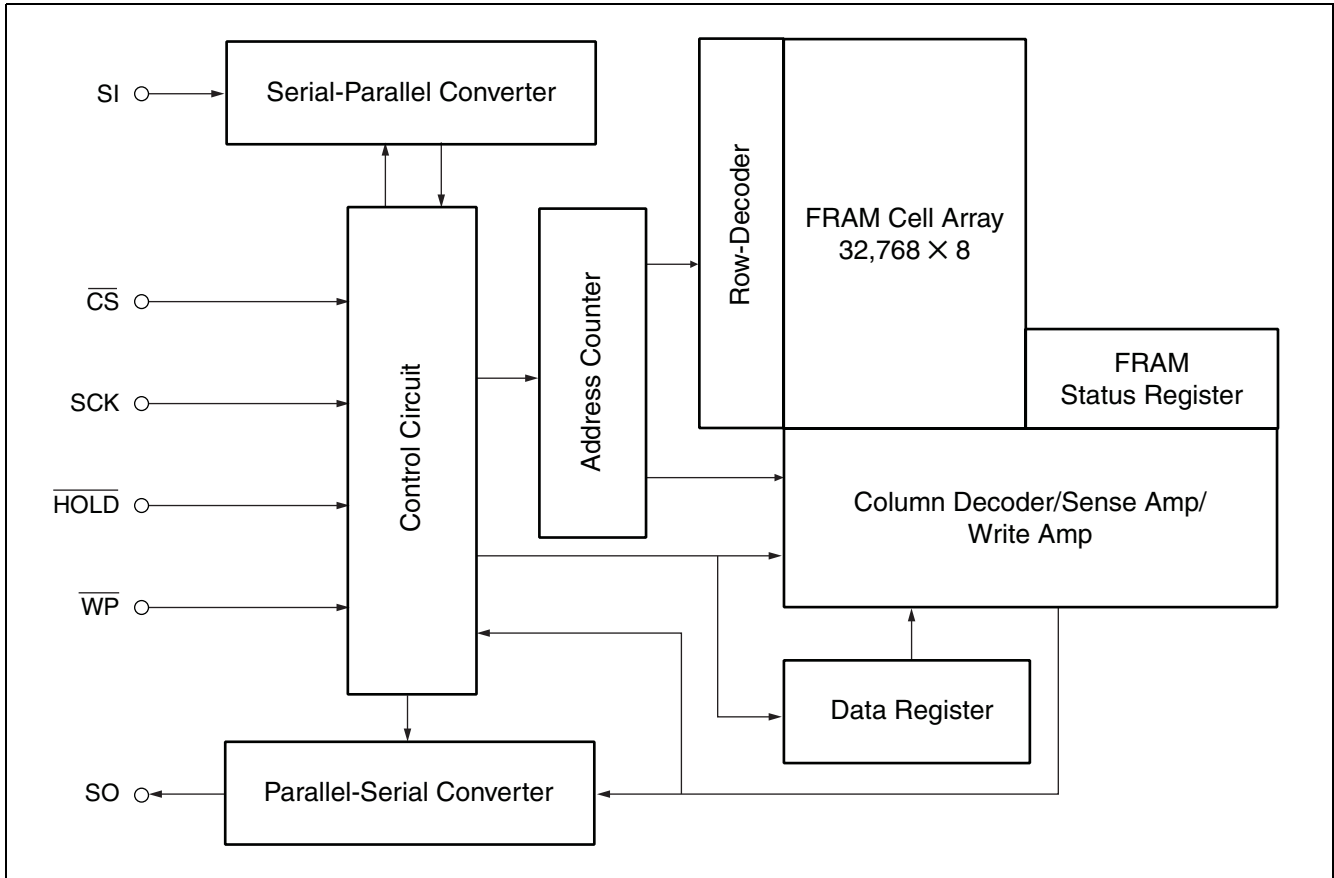 SI
Serial-Parallel Converter
CS
SCK
HOLD
WP
SO
Control Circuit
Address Counter
Row-Decoder
FRAM Cell Array
32,768 × 8
FRAM
Status Register
Column Decoder/Sense Amp/
Write Amp
Data Register
Parallel-Serial Converter